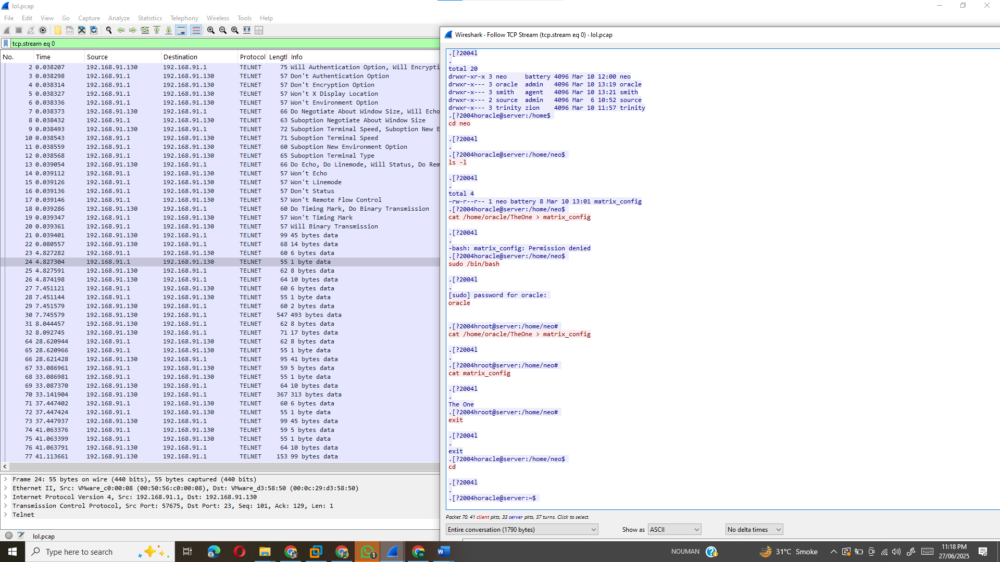 lol.pcap
File Edit View Go Capture Analyze Statistics Telephony Wireless Tools Help
tcp.stream eq 0
No. Time Source Destination Protocol Lengtl Info
2 0.038207 192.168.91.130 192.168.91.1 TELNET 75 Will Authentication Option, Will Encrypti
3 0.038298 192.168.91.1 192.168.91.130 TELNET 57 Don't Authentication Option
4 0.038314 192.168.91.1 192.168.91.130 TELNET 57 Don't Encryption Option
5 0.038327 192.168.91.1 192.168.91.130 TELNET 57 Won't X Display Location
6 0.038336 192.168.91.1 192.168.91.130 TELNET 57 Won't Environment Option
7 0.038373 192.168.91.130 192.168.91.1 TELNET 66 Do Negotiate About Window Size, Will Echo
8 0.038432 192.168.91.1 192.168.91.130 TELNET 63 Suboption Negotiate About Window Size
9 0.038493 192.168.91.130 192.168.91.1 TELNET 72 Suboption Terminal Speed, Suboption New E
10 0.038543 192.168.91.1 192.168.91.130 TELNET 71 Suboption Terminal Speed
11 0.038559 192.168.91.1 192.168.91.130 TELNET 60 Suboption New Environment Option
12 0.038568 192.168.91.1 192.168.91.130 TELNET 65 Suboption Terminal Type
13 0.039054 192.168.91.130 192.168.91.1 TELNET 66 Do Echo, Do Linemode, Will Status, Do Rem
14 0.039112 192.168.91.1 192.168.91.130 TELNET 57 Won't Echo
15 0.039126 192.168.91.1 192.168.91.130 TELNET 57 Won't Linemode
16 0.039136 192.168.91.1 192.168.91.130 TELNET 57 Don't Status
17 0.039146 192.168.91.1 192.168.91.130 TELNET 57 Won't Remote Flow Control
18 0.039286 192.168.91.130 192.168.91.1 TELNET 60 Do Timing Mark, Do Binary Transmission
19 0.039347 192.168.91.1 192.168.91.130 TELNET 57 Won't Timing Mark
20 0.039361 192.168.91.1 192.168.91.130 TELNET 57 Will Binary Transmission
21 0.039401 192.168.91.130 192.168.91.1 TELNET 99 45 bytes data
22 0.080557 192.168.91.130 192.168.91.1 TELNET 68 14 bytes data
23 4.827282 192.168.91.1 192.168.91.130 TELNET 60 6 bytes data
24 4.827304 192.168.91.1 192.168.91.130 TELNET 55 1 byte data
25 4.827591 192.168.91.130 192.168.91.1 TELNET 62 8 bytes data
26 4.874198 192.168.91.130 192.168.91.1 TELNET 64 10 bytes data
27 7.451121 192.168.91.1 192.168.91.130 TELNET 60 6 bytes data
28 7.451144 192.168.91.1 192.168.91.130 TELNET 55 1 byte data
29 7.451579 192.168.91.130 192.168.91.1 TELNET 60 2 bytes data
30 7.745579 192.168.91.130 192.168.91.1 TELNET 547 493 bytes data
31 8.044457 192.168.91.130 192.168.91.1 TELNET 62 8 bytes data
32 8.092745 192.168.91.130 192.168.91.1 TELNET 71 17 bytes data
64 28.620944 192.168.91.1 192.168.91.130 TELNET 62 8 bytes data
65 28.620966 192.168.91.1 192.168.91.130 TELNET 55 1 byte data
66 28.621428 192.168.91.130 192.168.91.1 TELNET 95 41 bytes data
67 33.086961 192.168.91.1 192.168.91.130 TELNET 59 5 bytes data
68 33.086981 192.168.91.1 192.168.91.130 TELNET 55 1 byte data
69 33.087370 192.168.91.130 192.168.91.1 TELNET 64 10 bytes data
70 33.141904 192.168.91.130 192.168.91.1 TELNET 367 313 bytes data
71 37.447402 192.168.91.1 192.168.91.130 TELNET 60 6 bytes data
72 37.447424 192.168.91.1 192.168.91.130 TELNET 55 1 byte data
73 37.447937 192.168.91.130 192.168.91.1 TELNET 99 45 bytes data
74 41.063376 192.168.91.1 192.168.91.130 TELNET 59 5 bytes data
75 41.063399 192.168.91.1 192.168.91.130 TELNET 55 1 byte data
76 41.063791 192.168.91.130 192.168.91.1 TELNET 64 10 bytes data
77 41.113661 192.168.91.130 192.168.91.1 TELNET 153 99 bytes data
Frame 24: 55 bytes on wire (440 bits), 55 bytes captured (440 bits)
Ethernet II, Src: VMware_c0:00:08 (00:50:56:c0:00:08), Dst: VMware_d3:58:50 (00:0c:29:d3:58:50)
Internet Protocol Version 4, Src: 192.168.91.1, Dst: 192.168.91.130
Transmission Control Protocol, Src Port: 57675, Dst Port: 23, Seq: 101, Ack: 129, Len: 1
Telnet
lol.pcap
Wireshark · Follow TCP Stream (tcp.stream eq 0) · lol.pcap
.[?2004l
.
total 20
drwxr-xr-x 3 neo     battery 4096 Mar 10 12:00 neo
drwxr-x--- 3 oracle  admin   4096 Mar 10 13:19 oracle
drwxr-x--- 3 smith   agent   4096 Mar 10 13:21 smith
drwxr-x--- 2 source  admin   4096 Mar  6 10:52 source
drwxr-x--- 3 trinity zion    4096 Mar 10 11:57 trinity
.[?2004horacle@server:/home$
cd neo
.[?2004l
.
.[?2004horacle@server:/home/neo$
ls -l
.[?2004l
.
total 4
-rw-r--r-- 1 neo battery 8 Mar 10 13:01 matrix_config
.[?2004horacle@server:/home/neo$
cat /home/oracle/TheOne > matrix_config
.[?2004l
.
-bash: matrix_config: Permission denied
.[?2004horacle@server:/home/neo$
sudo /bin/bash
.[?2004l
.
[sudo] password for oracle:
oracle
.[?2004hroot@server:/home/neo#
cat /home/oracle/TheOne > matrix_config
.[?2004l
.
.[?2004hroot@server:/home/neo#
cat matrix_config
.[?2004l
.
The One
.[?2004hroot@server:/home/neo#
exit
.[?2004l
.
exit
.[?2004horacle@server:/home/neo$
cd
.[?2004l
.
.[?2004horacle@server:~$
Packet 70. 41 client pkts, 33 server pkts, 37 turns. Click to select.
Entire conversation (1790 bytes) Show as ASCII No delta times
Type here to search
1
NOUMAN
31°C Smoke
11:18 PM
27/06/2025